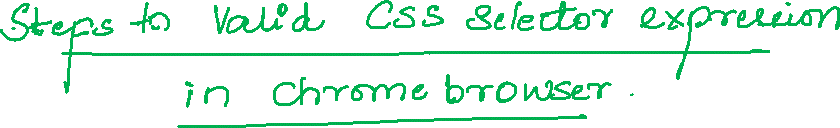 Steps to Valid CSS Selector expression
in Chrome browser.